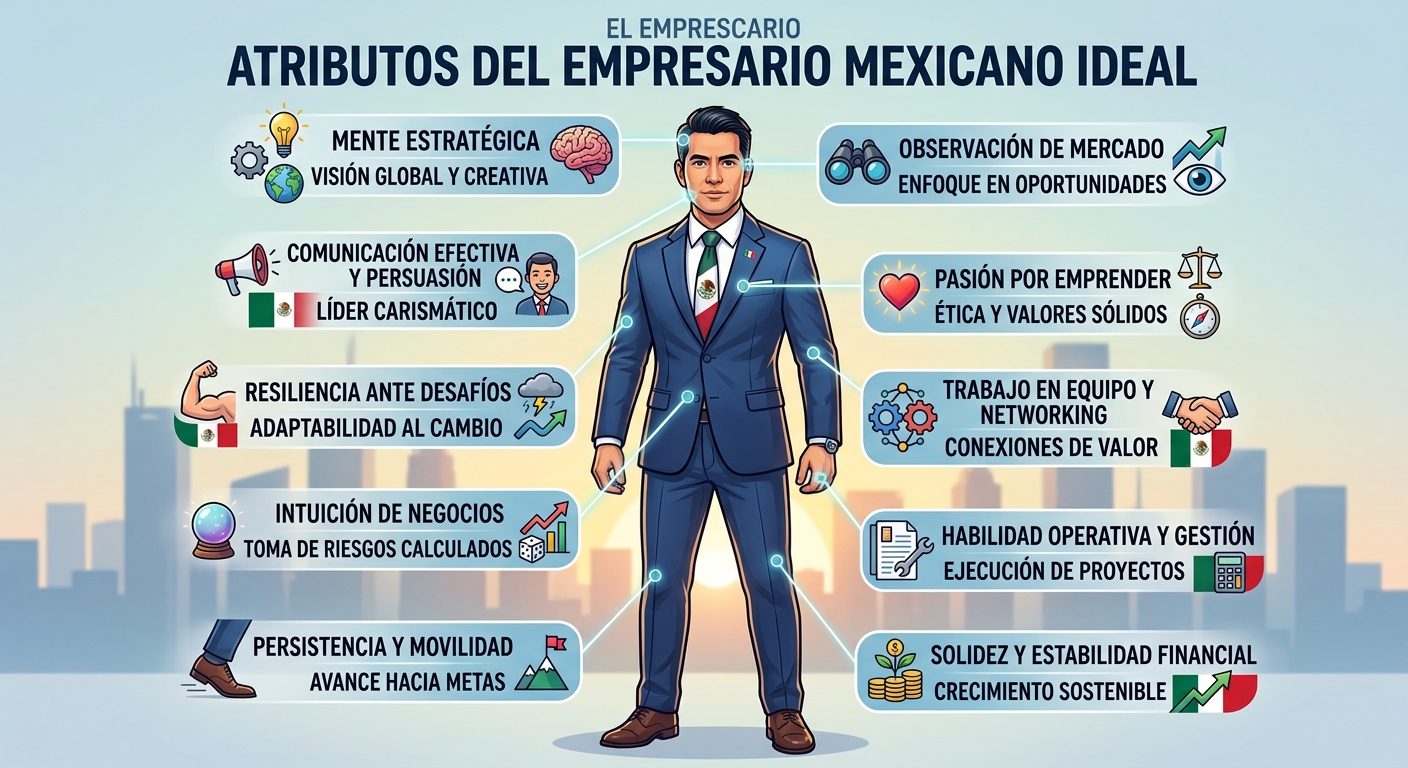 EL EMPRESCARIO
ATRIBUTOS DEL EMPRESARIO MEXICANO IDEAL
MENTE ESTRATÉGICA
VISIÓN GLOBAL Y CREATIVA
COMUNICACIÓN EFECTIVA
Y PERSUASIÓN
LÍDER CARISMÁTICO
RESILIENCIA ANTE DESAFÍOS
ADAPTABILIDAD AL CAMBIO
INTUICIÓN DE NEGOCIOS
TOMA DE RIESGOS CALCULADOS
PERSISTENCIA Y MOVILIDAD
AVANCE HACIA METAS
OBSERVACIÓN DE MERCADO
ENFOQUE EN OPORTUNIDADES
PASIÓN POR EMPRENDER
ÉTICA Y VALORES SÓLIDOS
TRABAJO EN EQUIPO Y
NETWORKING
CONEXIONES DE VALOR
HABILIDAD OPERATIVA Y GESTIÓN
EJECUCIÓN DE PROYECTOS
$
SOLIDEZ Y ESTABILIDAD FINANCIAL
CRECIMIENTO SOSTENIBLE